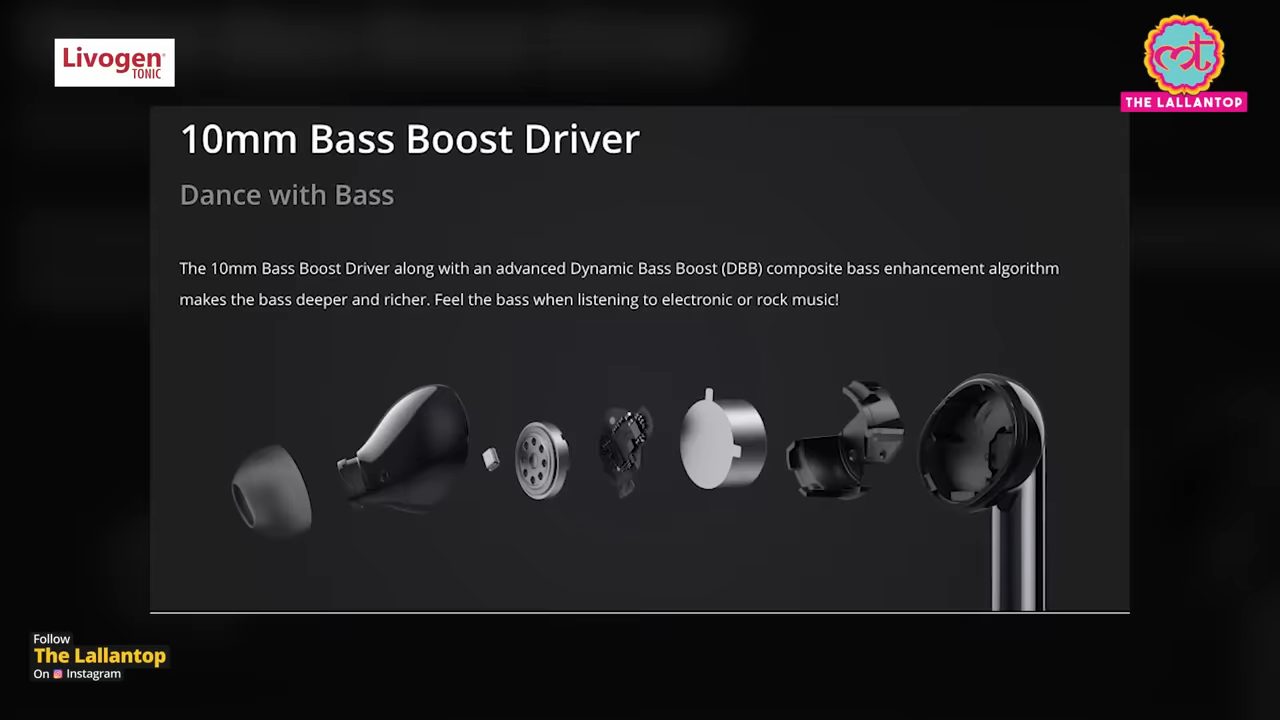 Livogen
TONIC
लт
THE LALLANTOP
10mm Bass Boost Driver
Dance with Bass
The 10mm Bass Boost Driver along with an advanced Dynamic Bass Boost (DBB) composite bass enhancement algorithm
makes the bass deeper and richer. Feel the bass when listening to electronic or rock music!
Follow
The Lallantop
On Instagram